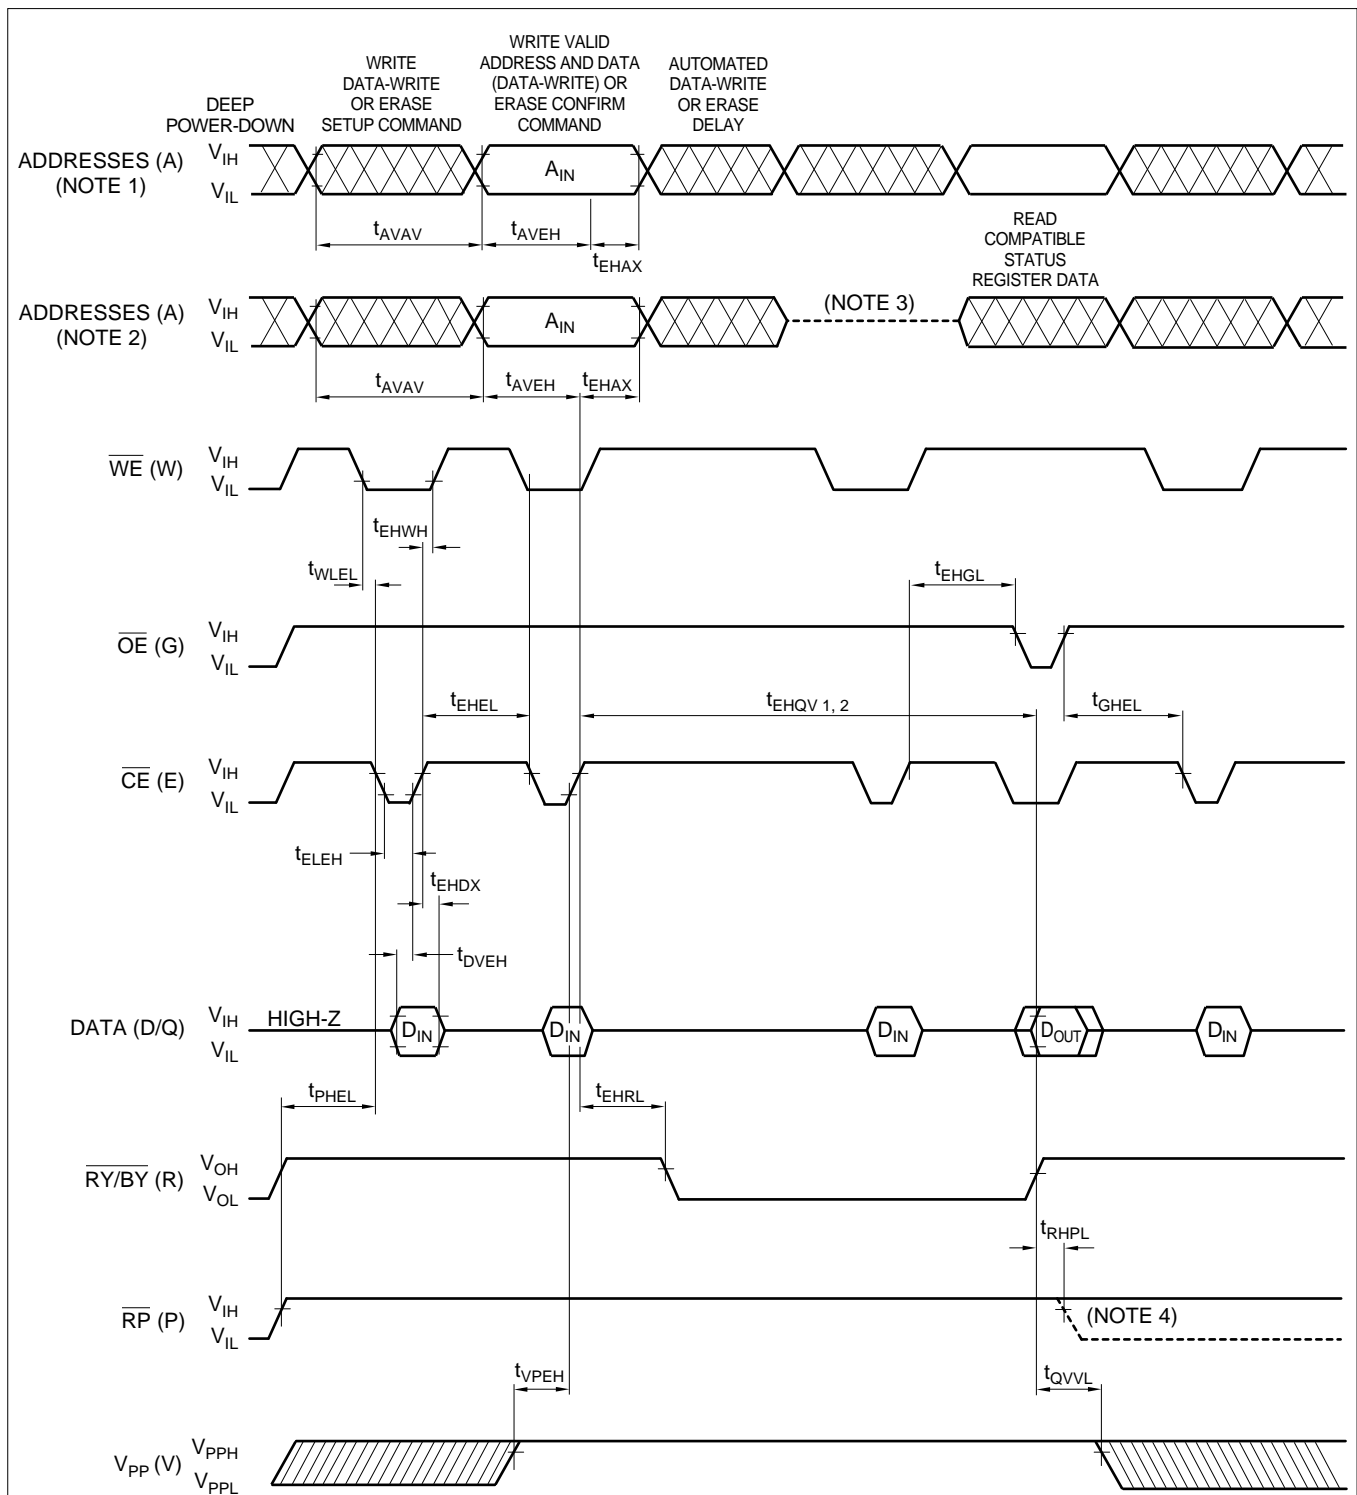 DEEP
POWER-DOWN
WRITE
DATA-WRITE
OR ERASE
SETUP COMMAND
WRITE VALID
ADDRESS AND DATA
(DATA-WRITE) OR
ERASE CONFIRM
COMMAND
AUTOMATED
DATA-WRITE
OR ERASE
DELAY
ADDRESSES (A)
(NOTE 1)
VIH
VIL
AIN
tAVAV
tAVEH
tEHAX
READ
COMPATIBLE
STATUS
REGISTER DATA
ADDRESSES (A)
(NOTE 2)
VIH
VIL
AIN
(NOTE 3)
tAVAV
tAVEH
tEHAX
WE (W)
VIH
VIL
tEHWH
tWLEL
tEHGL
OE (G)
VIH
VIL
tEHEL
tEHQV 1, 2
tGHEL
CE (E)
VIH
VIL
tELEH
tEHDX
tDVEH
DATA (D/Q)
VIH
VIL
HIGH-Z
DIN
DIN
DIN
DOUT
DIN
tPHEL
tEHRL
RY/BY (R)
VOH
VOL
tRHPL
RP (P)
VIH
VIL
(NOTE 4)
tVPEH
tQVVL
VPP (V)
VPPH
VPPL